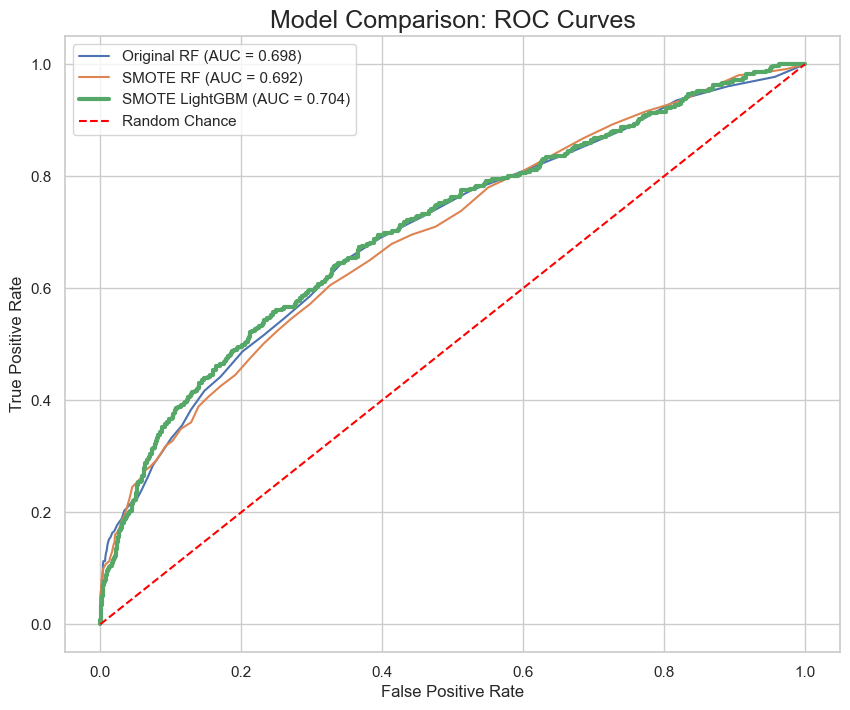 Model Comparison: ROC Curves
Original RF (AUC = 0.698)
SMOTE RF (AUC = 0.692)
SMOTE LightGBM (AUC = 0.704)
Random Chance
True Positive Rate
1.0
0.8
0.6
0.4
0.2
0.0
0.0 0.2 0.4 0.6 0.8 1.0
False Positive Rate